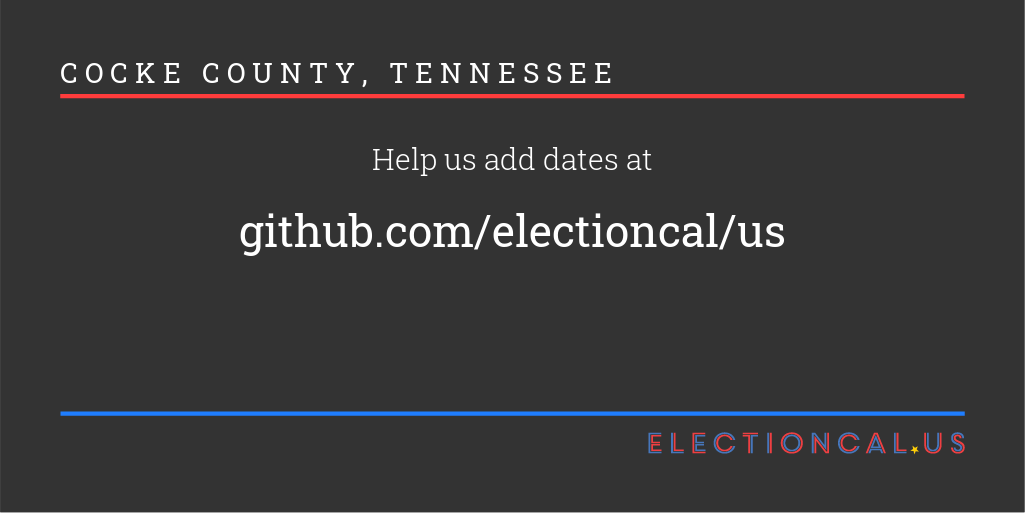 COCKE COUNTY, TENNESSEE
Help us add dates at
github.com/electioncal/us
ELECTIONCAL.US